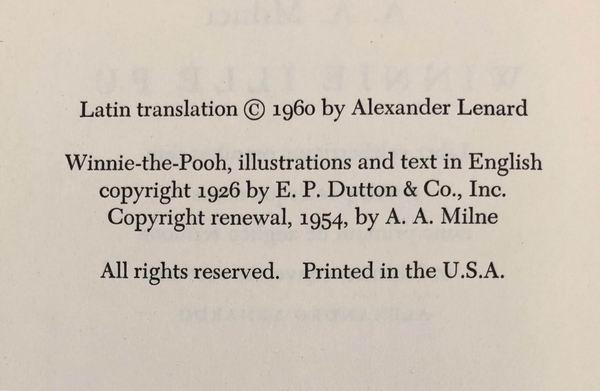 Latin translation © 1960 by Alexander Lenard
Winnie-the-Pooh, illustrations and text in English
copyright 1926 by E. P. Dutton & Co., Inc.
Copyright renewal, 1954, by A. A. Milne
All rights reserved. Printed in the U.S.A.